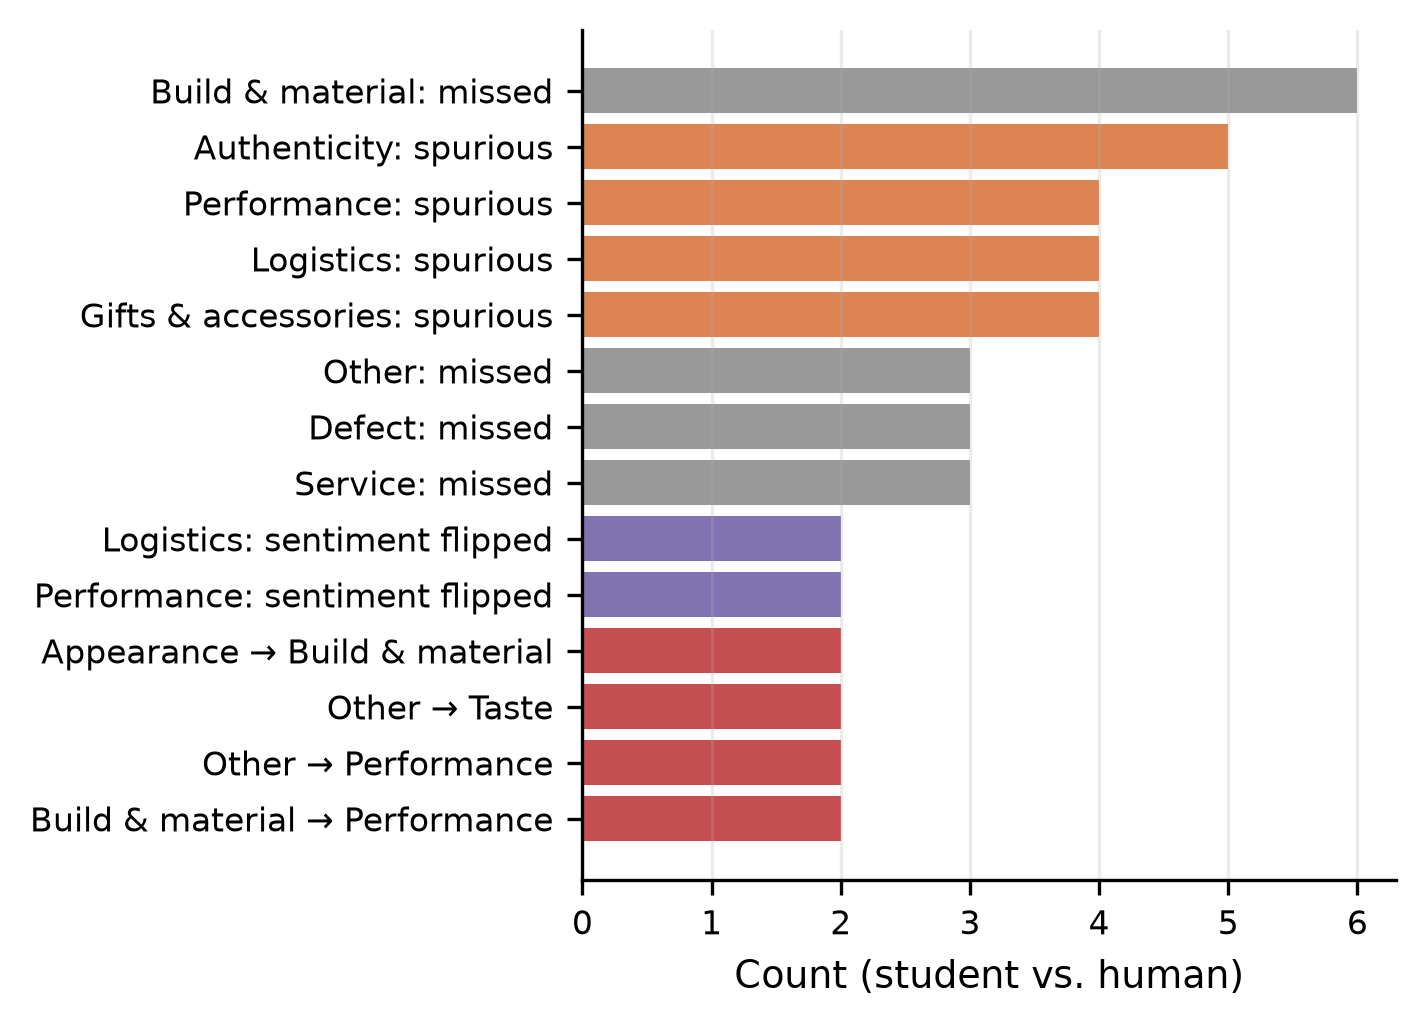 Build & material: missed
Authenticity: spurious
Performance: spurious
Logistics: spurious
Gifts & accessories: spurious
Other: missed
Defect: missed
Service: missed
Logistics: sentiment flipped
Performance: sentiment flipped
Appearance → Build & material
Other → Taste
Other → Performance
Build & material → Performance
0 1 2 3 4 5 6
Count (student vs. human)